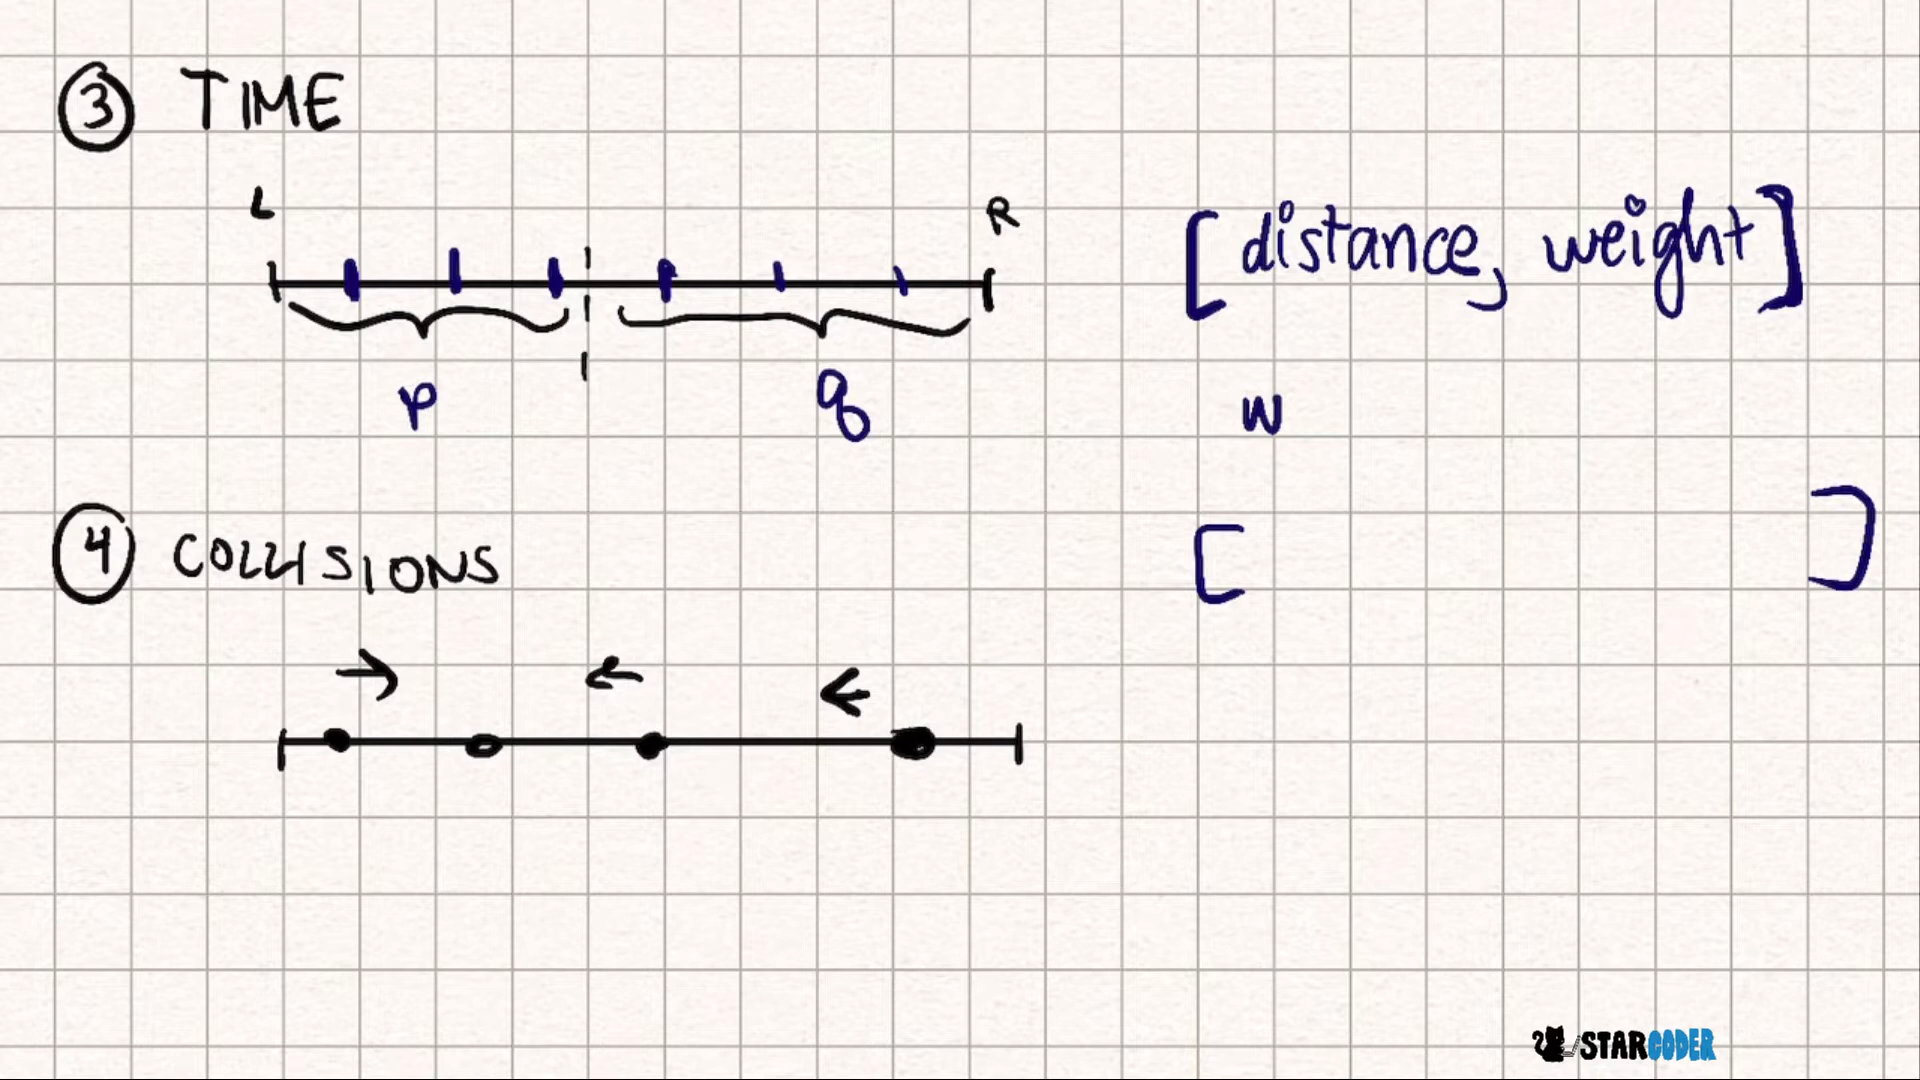 3 TIME
L R
[distance, weight]
p q
w
4 COLLISIONS
[ ]
STARCODER